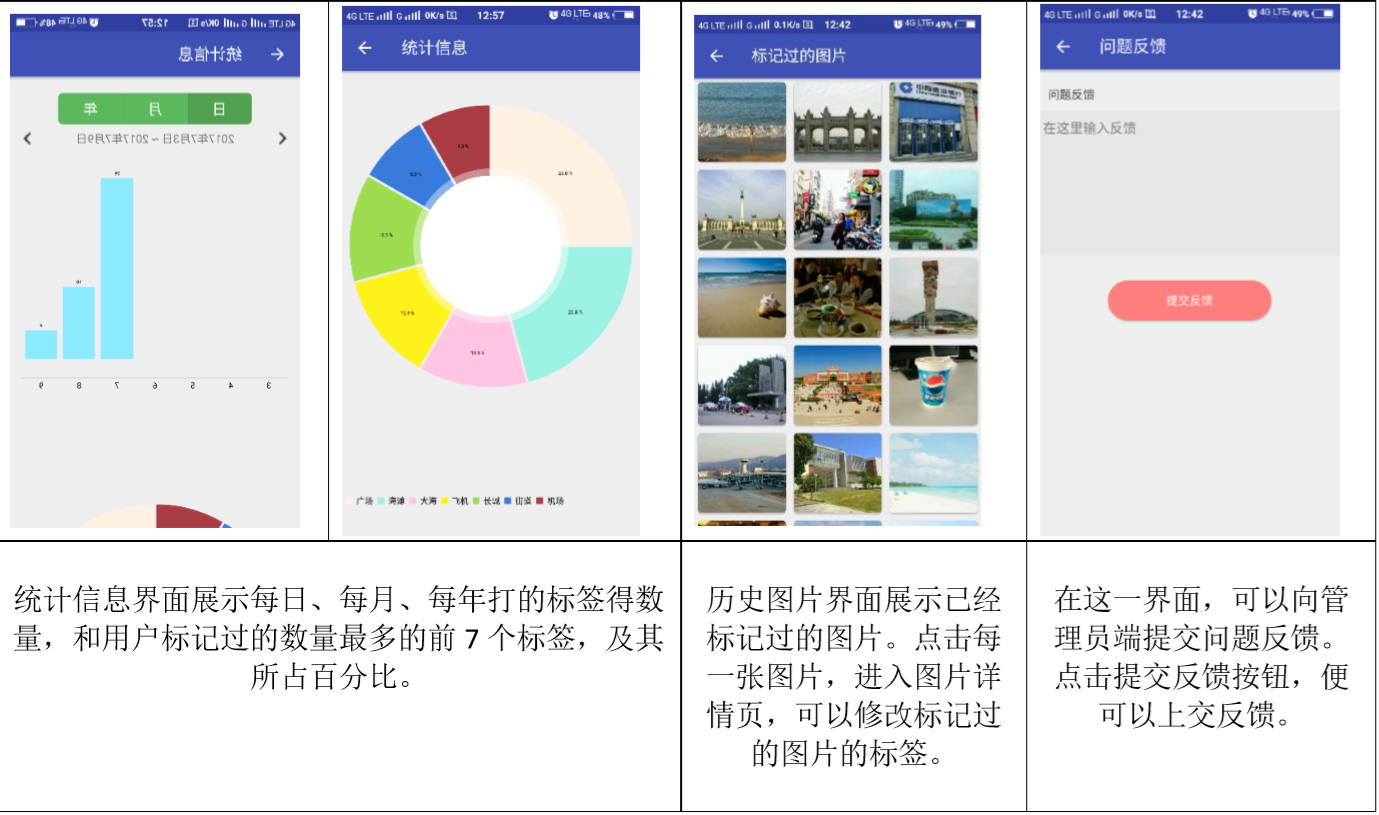 4G LTE G 0K/s 12:57 4G LTE 48%
统计信息
日 月 年
2017年7月3日 ~ 2017年7月9日
3 4 5 6 7 8 9
4G LTE G 0K/s 12:57 4G LTE 48%
统计信息
广场 海滩 大海 飞机 长城 街道 机场
4G LTE G 0.1K/s 12:42 4G LTE 49%
标记过的图片
4G LTE G 0K/s 12:42 4G LTE 49%
问题反馈
问题反馈
在这里输入反馈
提交反馈
统计信息界面展示每日、每月、每年打的标签得数
量，和用户标记过的数量最多的前 7 个标签，及其
所占百分比。
历史图片界面展示已经
标记过的图片。点击每
一张图片，进入图片详
情页，可以修改标记过
的图片的标签。
在这一界面，可以向管
理员端提交问题反馈。
点击提交反馈按钮，便
可以上交反馈。